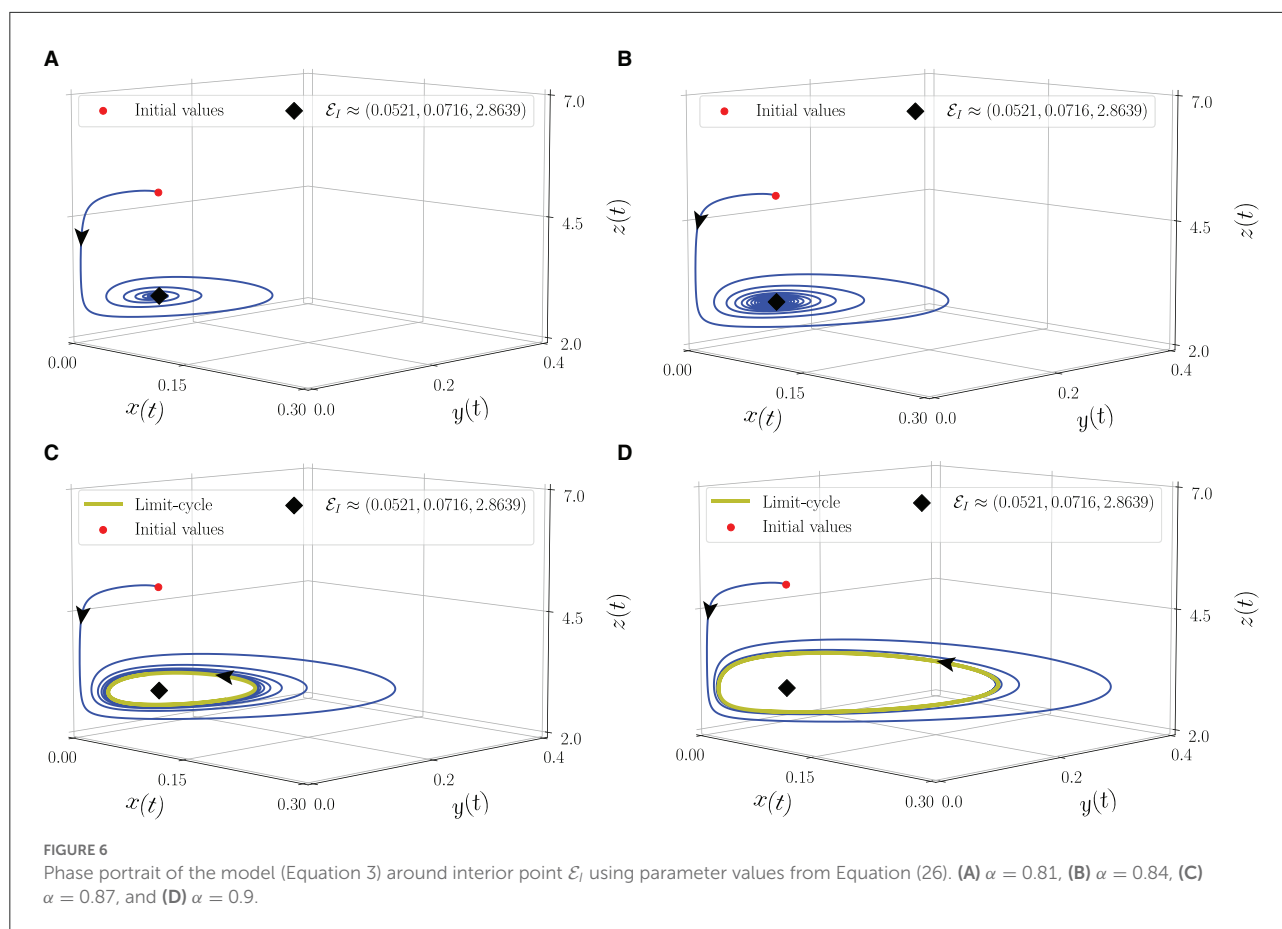 A
Initial values
ℰ_I ≈ (0.0521, 0.0716, 2.8639)
7.0
4.5
2.0
z(t)
0.00
0.15
0.30
x(t)
0.0
0.2
0.4
y(t)
B
Initial values
ℰ_I ≈ (0.0521, 0.0716, 2.8639)
7.0
4.5
2.0
z(t)
0.00
0.15
0.30
x(t)
0.0
0.2
0.4
y(t)
C
Limit-cycle
Initial values
ℰ_I ≈ (0.0521, 0.0716, 2.8639)
7.0
4.5
2.0
z(t)
0.00
0.15
0.30
x(t)
0.0
0.2
0.4
y(t)
D
Limit-cycle
Initial values
ℰ_I ≈ (0.0521, 0.0716, 2.8639)
7.0
4.5
2.0
z(t)
0.00
0.15
0.30
x(t)
0.0
0.2
0.4
y(t)
FIGURE 6
Phase portrait of the model (Equation 3) around interior point ℰ_I using parameter values from Equation (26). (A) α = 0.81, (B) α = 0.84, (C)
α = 0.87, and (D) α = 0.9.